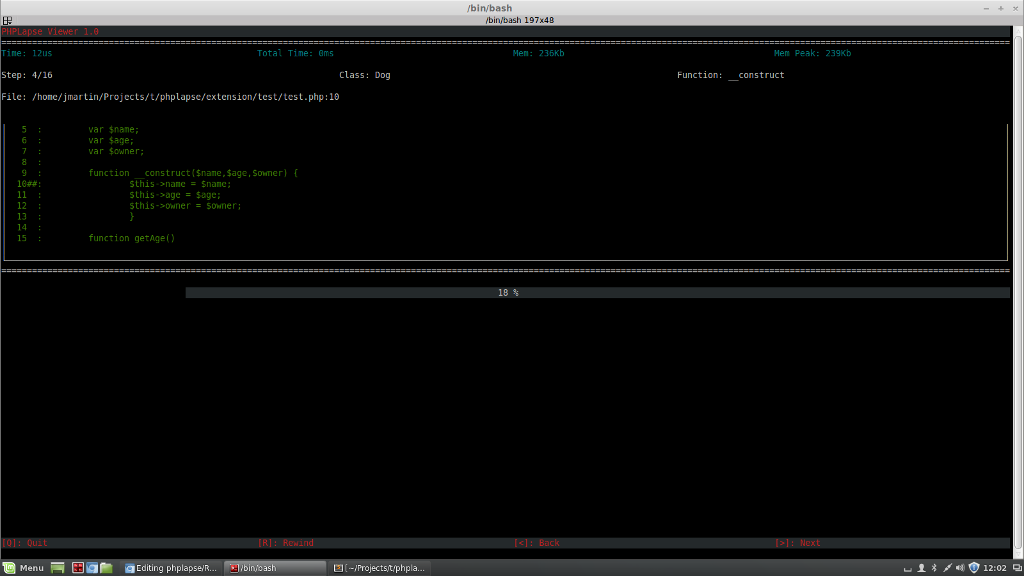 /bin/bash
/bin/bash 197x48
PHPLapse Viewer 1.0
Time: 12us Total Time: 0ms Mem: 236Kb Mem Peak: 239Kb
Step: 4/16 Class: Dog Function: __construct
File: /home/jmartin/Projects/t/phplapse/extension/test/test.php:10
5 : var $name;
6 : var $age;
7 : var $owner;
8 :
9 : function __construct($name,$age,$owner) {
10##: $this->name = $name;
11 : $this->age = $age;
12 : $this->owner = $owner;
13 : }
14 :
15 : function getAge()
18 %
[Q]: Quit [R]: Rewind [<]: Back [>]: Next
Menu Editing phplapse/R... /bin/bash [~/Projects/t/phpla... 12:02